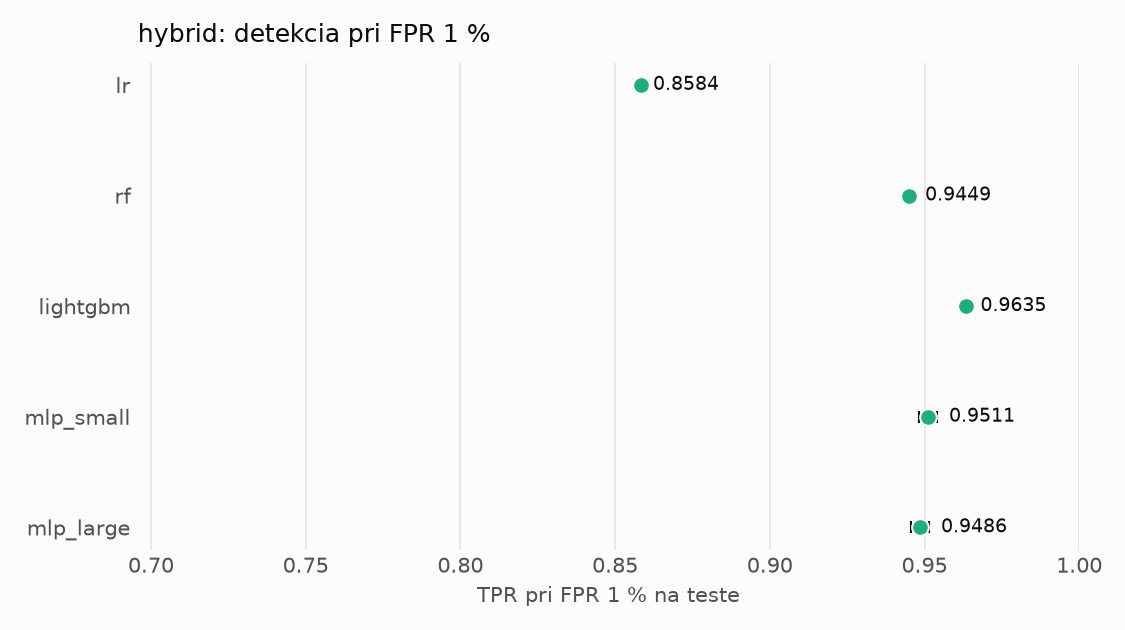 hybrid: detekcia pri FPR 1 %
lr
0.8584
rf
0.9449
lightgbm
0.9635
mlp_small
0.9511
mlp_large
0.9486
0.70 0.75 0.80 0.85 0.90 0.95 1.00
TPR pri FPR 1 % na teste